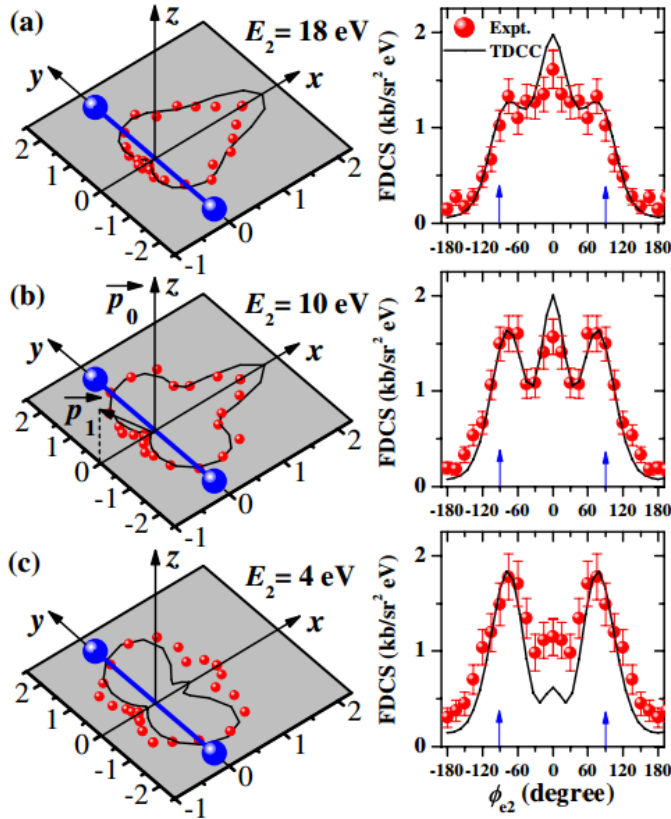 (a)
z
E₂ = 18 eV
y
x
2
1
0
-1
-2
-1
0
1
2
FDCS (kb/sr² eV)
2
1
0
Expt.
TDCC
-180 -120 -60 0 60 120 180
(b)
p₀
z
E₂ = 10 eV
y
x
p₁
2
1
0
-1
-2
-1
0
1
2
FDCS (kb/sr² eV)
2
1
0
-180 -120 -60 0 60 120 180
(c)
z
E₂ = 4 eV
y
x
2
1
0
-1
-2
-1
0
1
2
FDCS (kb/sr² eV)
2
1
0
-180 -120 -60 0 60 120 180
ϕe2 (degree)